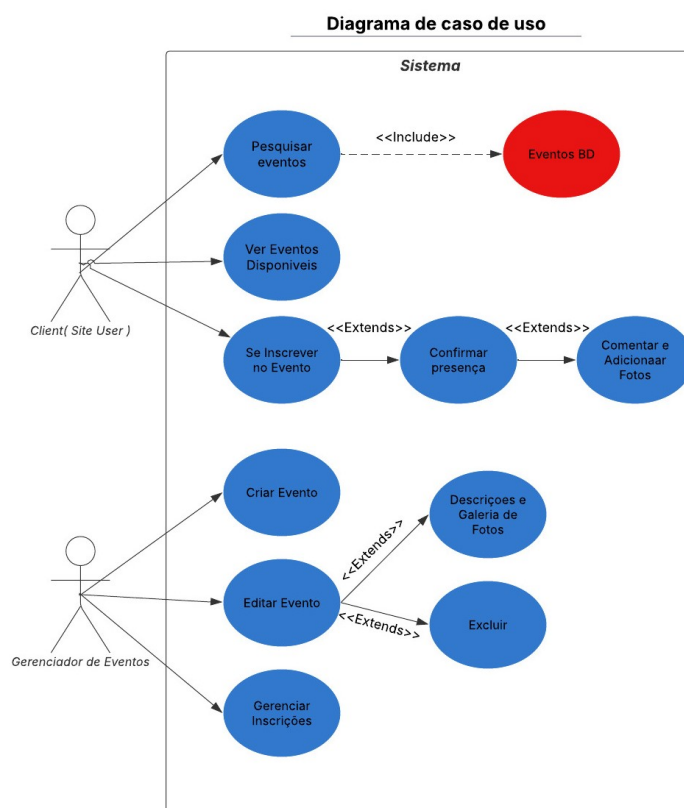 Diagrama de caso de uso
Sistema
Pesquisar
eventos
<<Include>>
Eventos BD
Ver Eventos
Disponiveis
Client( Site User )
Se Inscrever
no Evento
<<Extends>>
Confirmar
presença
<<Extends>>
Comentar e
Adicionaar
Fotos
Criar Evento
Descriçoes e
Galeria de
Fotos
<<Extends>>
Editar Evento
<<Extends>>
Excluir
Gerenciador de Eventos
Gerenciar
Inscrições